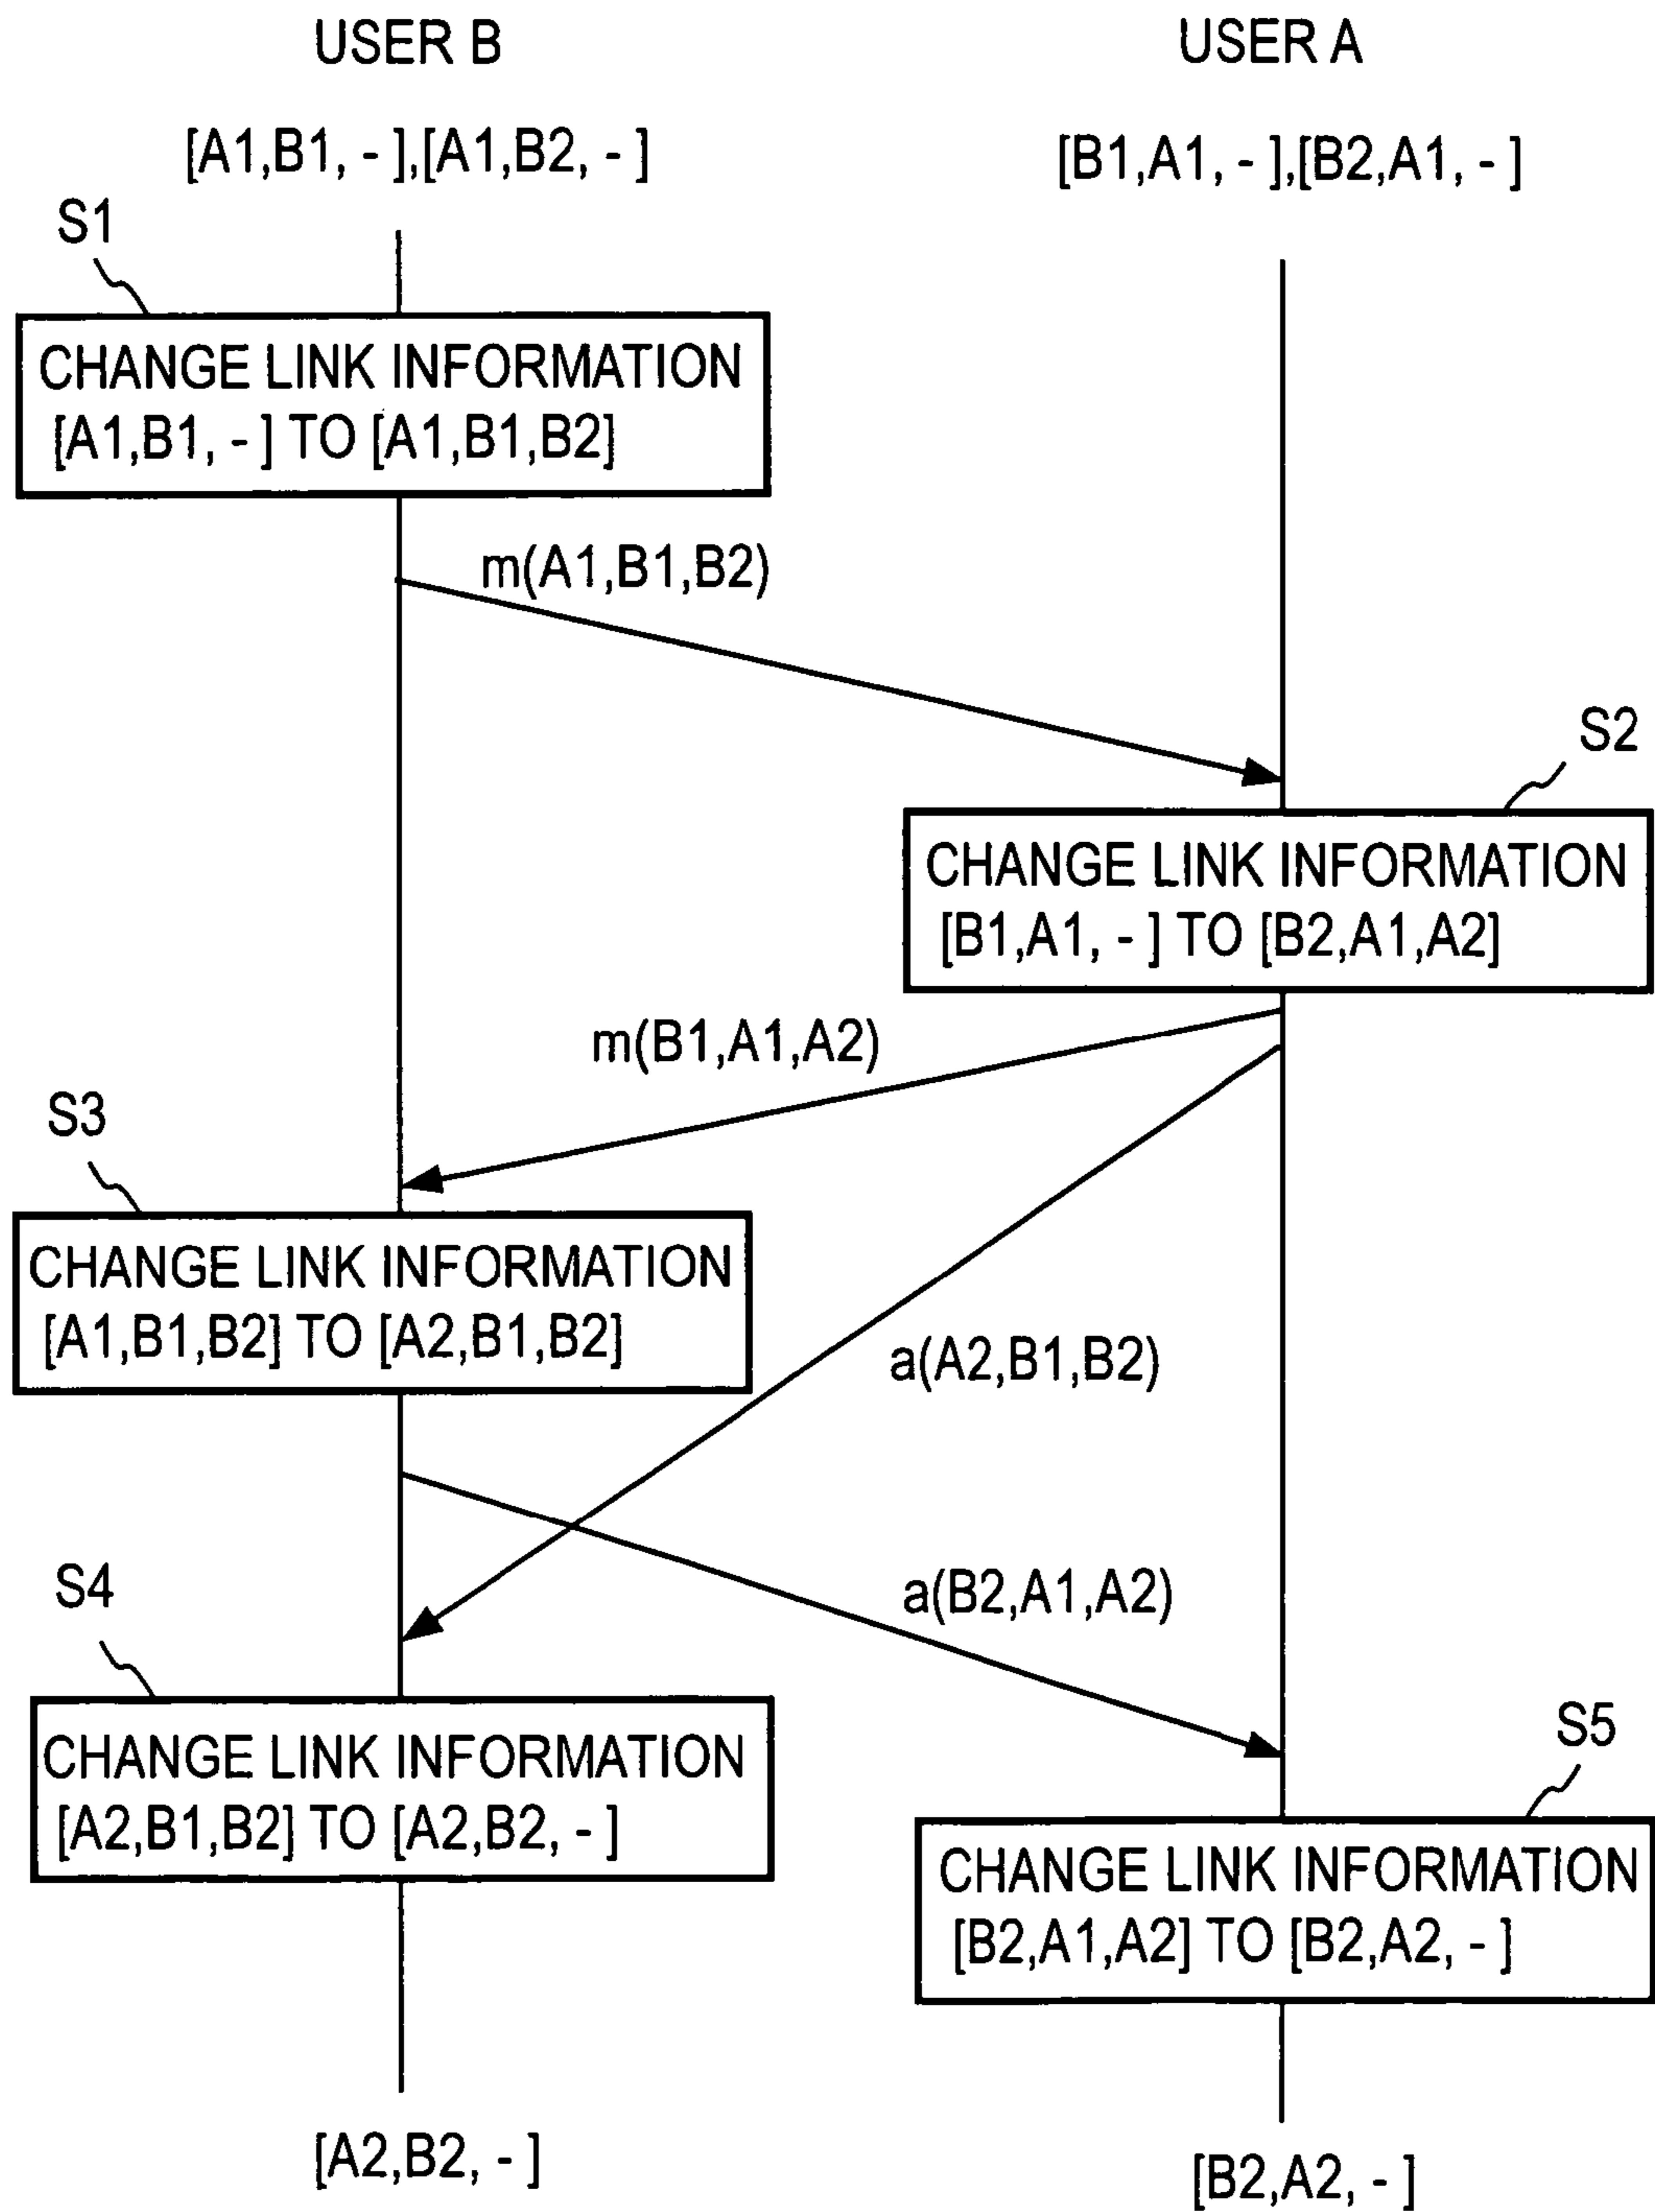 USER B
USER A
[A1,B1, - ],[A1,B2, - ]
[B1,A1, - ],[B2,A1, - ]
S1
CHANGE LINK INFORMATION
[A1,B1, - ] TO [A1,B1,B2]
m(A1,B1,B2)
S2
CHANGE LINK INFORMATION
[B1,A1, - ] TO [B2,A1,A2]
m(B1,A1,A2)
S3
CHANGE LINK INFORMATION
[A1,B1,B2] TO [A2,B1,B2]
a(A2,B1,B2)
a(B2,A1,A2)
S4
CHANGE LINK INFORMATION
[A2,B1,B2] TO [A2,B2, - ]
S5
CHANGE LINK INFORMATION
[B2,A1,A2] TO [B2,A2, - ]
[A2,B2, - ]
[B2,A2, - ]